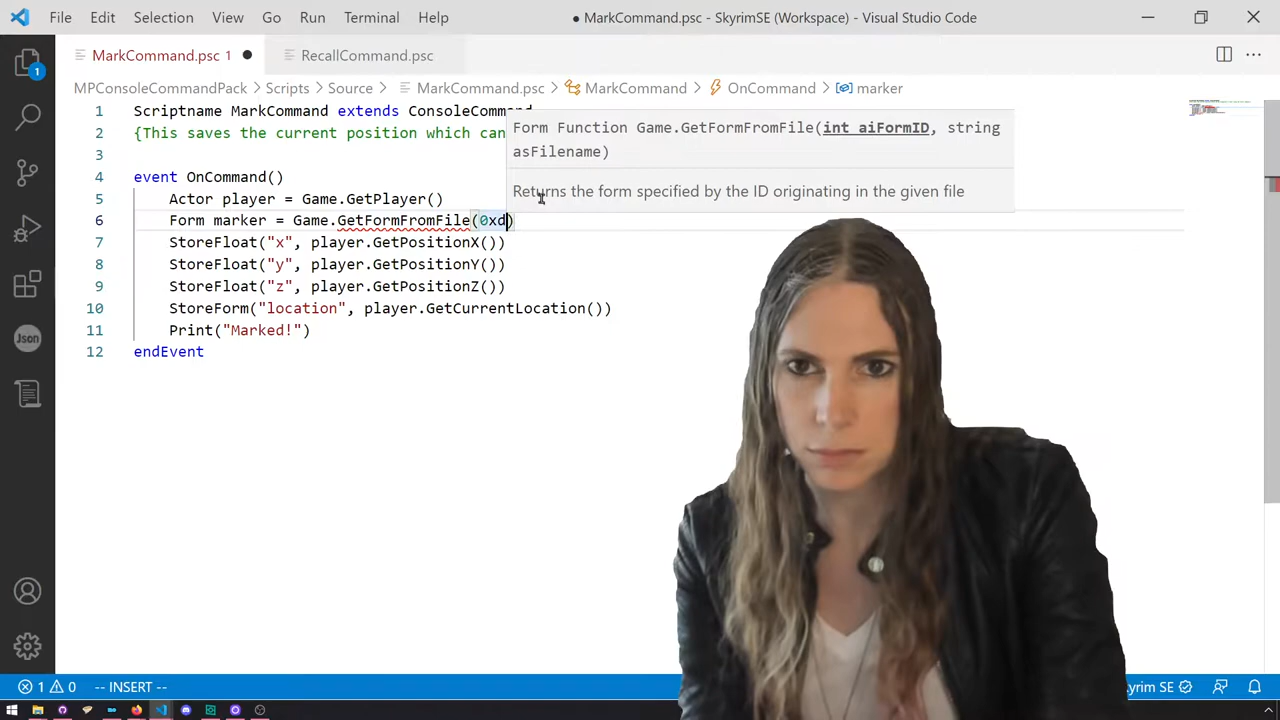 File Edit Selection View Go Run Terminal Help ● MarkCommand.psc - SkyrimSE (Workspace) - Visual Studio Code
MarkCommand.psc 1 ● RecallCommand.psc
1 MPConsoleCommandPack > Scripts > Source > MarkCommand.psc > MarkCommand > OnCommand > marker
1 Scriptname MarkCommand extends ConsoleCommand
2 {This saves the current position which can
3
4 event OnCommand()
5 Actor player = Game.GetPlayer()
6 Form marker = Game.GetFormFromFile(0xd)
7 StoreFloat("x", player.GetPositionX())
8 StoreFloat("y", player.GetPositionY())
9 StoreFloat("z", player.GetPositionZ())
10 StoreForm("location", player.GetCurrentLocation())
11 Print("Marked!")
12 endEvent
Form Function Game.GetFormFromFile(int aiFormID, string
asFilename)
Returns the form specified by the ID originating in the given file
Json
1 0 -- INSERT -- yrim SE